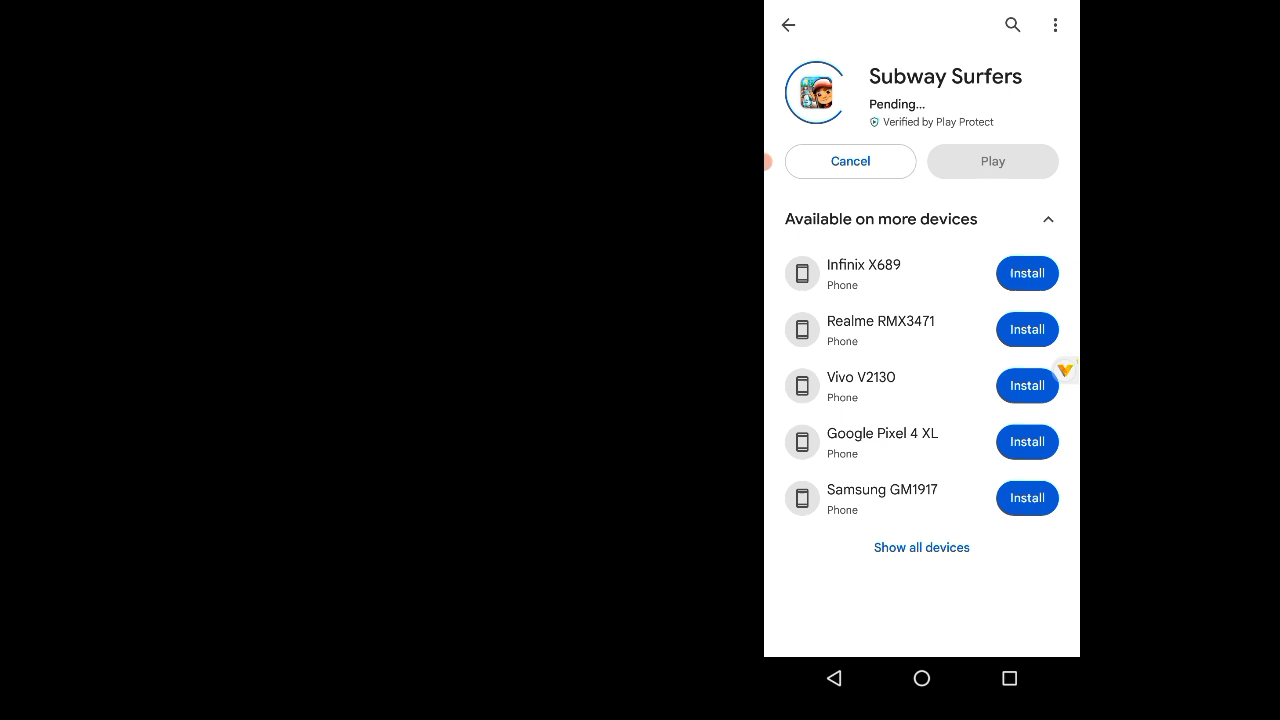 Subway Surfers
Pending...
Verified by Play Protect
Cancel
Play
Available on more devices
Infinix X689
Phone
Install
Realme RMX3471
Phone
Install
Vivo V2130
Phone
Install
Google Pixel 4 XL
Phone
Install
Samsung GM1917
Phone
Install
Show all devices